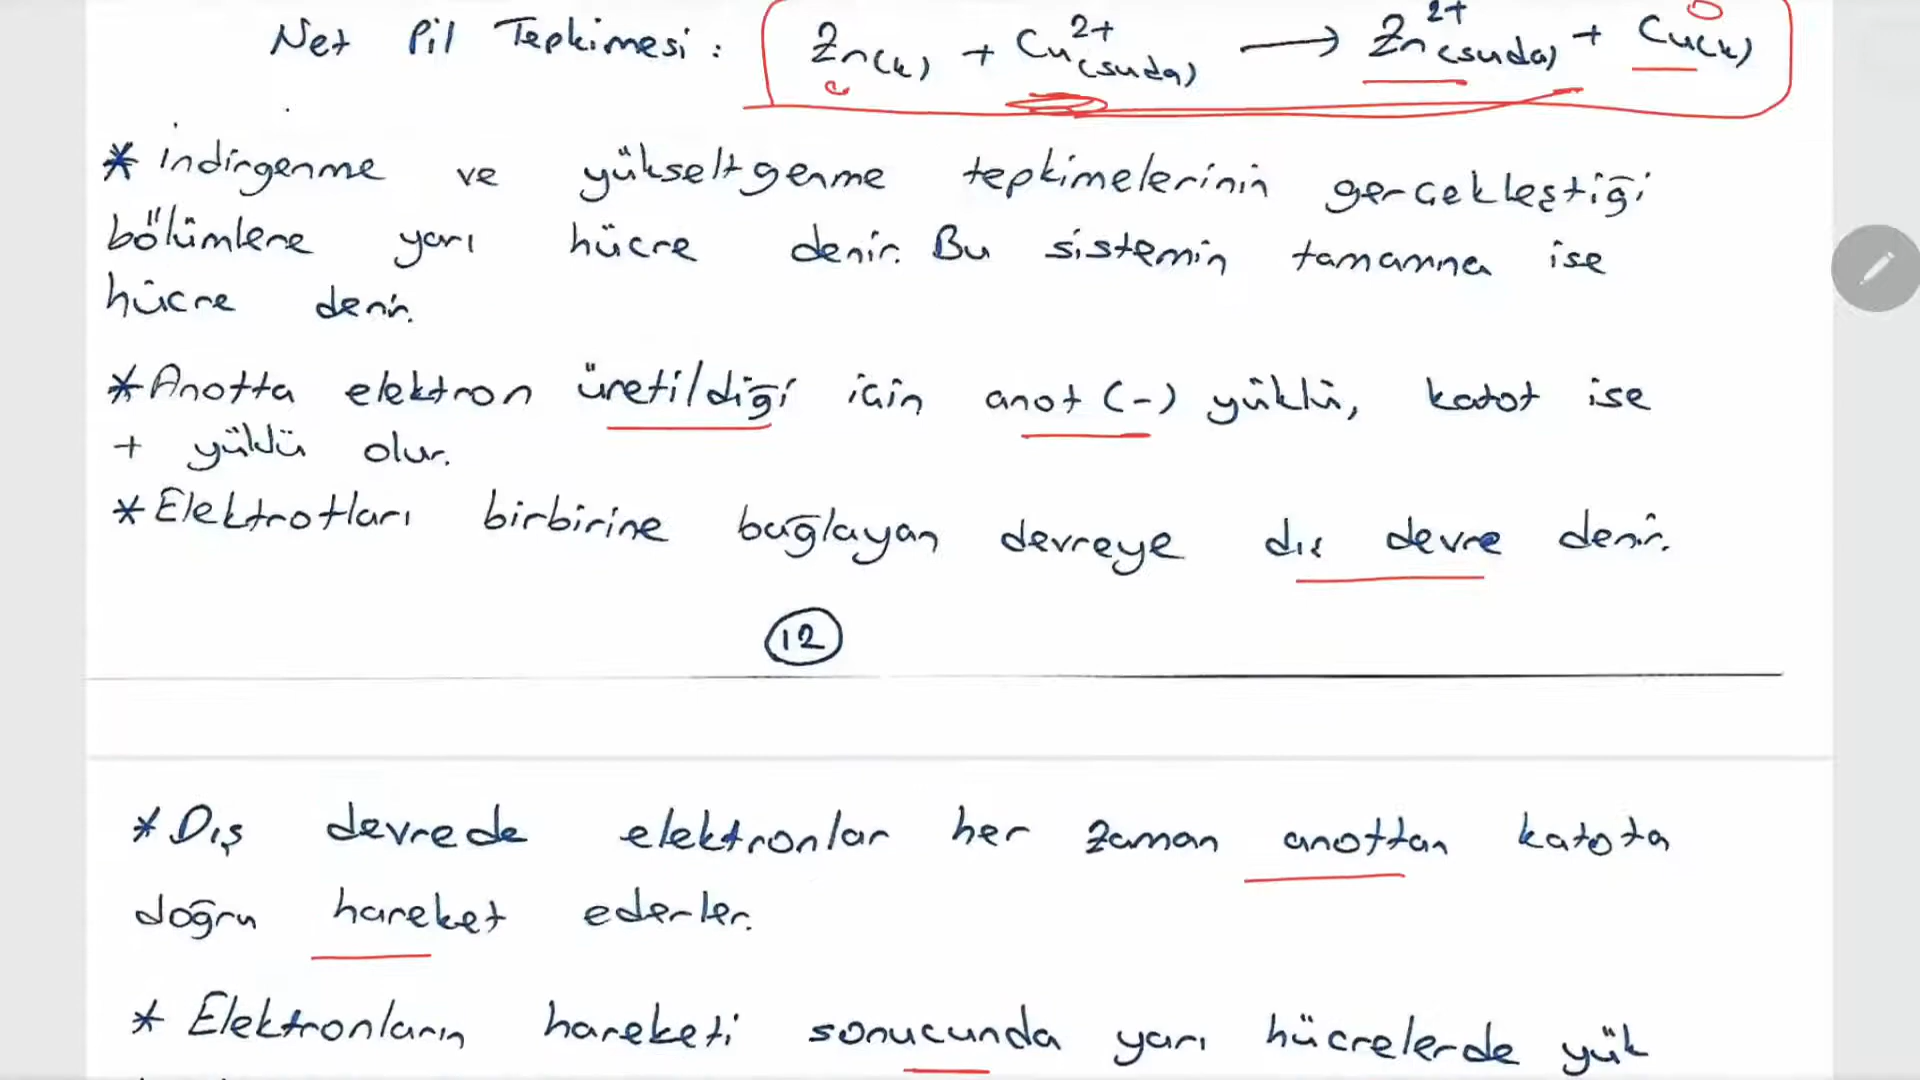 Net Pil Tepkimesi : Zn(k) + Cu²⁺(suda) → Zn²⁺(suda) + Cu(k)
* indirgenme ve yükseltgenme tepkimelerinin gerçekleştiği
bölümlere yarı hücre denir. Bu sistemin tamamına ise
hücre denir.
* Anotta elektron üretildiği için anot (-) yüklü, katot ise
+ yüklü olur.
* Elektrotları birbirine bağlayan devreye dış devre denir.
12
* Dış devrede elektronlar her zaman anottan katota
doğru hareket ederler.
* Elektronların hareketi sonucunda yarı hücrelerde yük